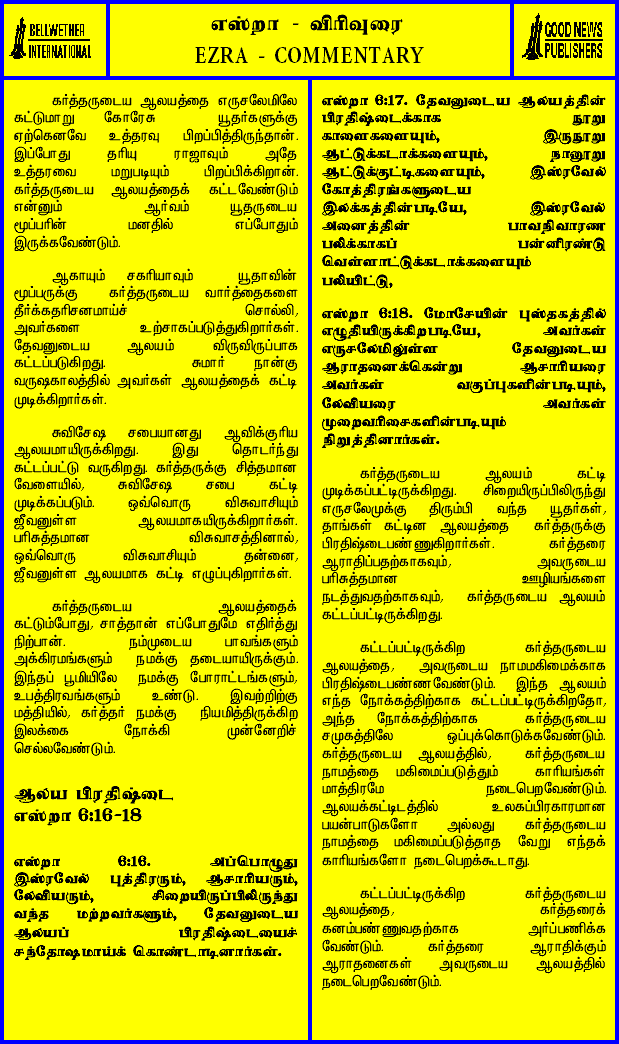 BELLWETHER
INTERNATIONAL
எஸ்றா - விரிவுரை
EZRA - COMMENTARY
GOOD NEWS
PUBLISHERS
கர்த்தருடைய ஆலயத்தை எருசலேமிலே
கட்டுமாறு கோரேசு யூதர்களுக்கு
ஏற்கெனவே உத்தரவு பிறப்பித்திருந்தான்.
இப்போது தரியு ராஜாவும் அதே
உத்தரவை மறுபடியும் பிறப்பிக்கிறான்.
கர்த்தருடைய ஆலயத்தைக் கட்டவேண்டும்
என்னும் ஆர்வம் யூதருடைய
மூப்பரின் மனதில் எப்போதும்
இருக்கவேண்டும்.
ஆகாயும் சகரியாவும் யூதாவின்
மூப்பருக்கு கர்த்தருடைய வார்த்தைகளை
தீர்க்கதரிசனமாய்ச் சொல்லி,
அவர்களை உற்சாகப்படுத்துகிறார்கள்.
தேவனுடைய ஆலயம் விருவிருப்பாக
கட்டப்படுகிறது. சுமார் நான்கு
வருஷகாலத்தில் அவர்கள் ஆலயத்தைக் கட்டி
முடிக்கிறார்கள்.
சுவிசேஷ சபையானது ஆவிக்குரிய
ஆலயமாயிருக்கிறது. இது தொடர்ந்து
கட்டப்பட்டு வருகிறது. கர்த்தருக்கு சித்தமான
வேளையில், சுவிசேஷ சபை கட்டி
முடிக்கப்படும். ஒவ்வொரு விசுவாசியும்
ஜீவனுள்ள ஆலயமாகயிருக்கிறார்கள்.
பரிசுத்தமான விசுவாசத்தினால்,
ஒவ்வொரு விசுவாசியும் தன்னை,
ஜீவனுள்ள ஆலயமாக கட்டி எழுப்புகிறார்கள்.
கர்த்தருடைய ஆலயத்தைக்
கட்டும்போது, சாத்தான் எப்போதுமே எதிர்த்து
நிற்பான். நம்முடைய பாவங்களும்
அக்கிரமங்களும் நமக்கு தடையாயிருக்கும்.
இந்தப் பூமியிலே நமக்கு போராட்டங்களும்,
உபத்திரவங்களும் உண்டு. இவற்றிற்கு
மத்தியில், கர்த்தர் நமக்கு நியமித்திருக்கிற
இலக்கை நோக்கி முன்னேறிச்
செல்லவேண்டும்.
ஆலய பிரதிஷ்டை
எஸ்றா 6:16-18
எஸ்றா 6:16. அப்பொழுது
இஸ்ரவேல் புத்திரரும், ஆசாரியரும்,
லேவியரும், சிறையிருப்பிலிருந்து
வந்த மற்றவர்களும், தேவனுடைய
ஆலயப் பிரதிஷ்டையைச்
சந்தோஷமாய்க் கொண்டாடினார்கள்.
எஸ்றா 6:17. தேவனுடைய ஆலயத்தின்
பிரதிஷ்டைக்காக நூறு
காளைகளையும், இருநூறு
ஆட்டுக்கடாக்களையும், நானூறு
ஆட்டுக்குட்டிகளையும், இஸ்ரவேல்
கோத்திரங்களுடைய
இலக்கத்தின்படியே, இஸ்ரவேல்
அனைத்தின் பாவநிவாரண
பலிக்காகப் பன்னிரண்டு
வெள்ளாட்டுக்கடாக்களையும்
பலியிட்டு,
எஸ்றா 6:18. மோசேயின் புஸ்தகத்தில்
எழுதியிருக்கிறபடியே, அவர்கள்
எருசலேமிலுள்ள தேவனுடைய
ஆராதனைக்கென்று ஆசாரியரை
அவர்கள் வகுப்புகளின்படியும்,
லேவியரை அவர்கள்
முறைவரிசைகளின்படியும்
நிறுத்தினார்கள்.
கர்த்தருடைய ஆலயம் கட்டி
முடிக்கப்பட்டிருக்கிறது. சிறையிருப்பிலிருந்து
எருசலேமுக்கு திரும்பி வந்த யூதர்கள்,
தாங்கள் கட்டின ஆலயத்தை கர்த்தருக்கு
பிரதிஷ்டைபண்ணுகிறார்கள். கர்த்தரை
ஆராதிப்பதற்காகவும், அவருடைய
பரிசுத்தமான ஊழியங்களை
நடத்துவதற்காகவும், கர்த்தருடைய ஆலயம்
கட்டப்பட்டிருக்கிறது.
கட்டப்பட்டிருக்கிற கர்த்தருடைய
ஆலயத்தை, அவருடைய நாமமகிமைக்காக
பிரதிஷ்டைபண்ணவேண்டும். இந்த ஆலயம்
எந்த நோக்கத்திற்காக கட்டப்பட்டிருக்கிறதோ,
அந்த நோக்கத்திற்காக கர்த்தருடைய
சமுகத்திலே ஒப்புக்கொடுக்கவேண்டும்.
கர்த்தருடைய ஆலயத்தில், கர்த்தருடைய
நாமத்தை மகிமைப்படுத்தும் காரியங்கள்
மாத்திரமே நடைபெறவேண்டும்.
ஆலயக்கட்டிடத்தில் உலகப்பிரகாரமான
பயன்பாடுகளோ அல்லது கர்த்தருடைய
நாமத்தை மகிமைப்படுத்தாத வேறு எந்தக்
காரியங்களோ நடைபெறக்கூடாது.
கட்டப்பட்டிருக்கிற கர்த்தருடைய
ஆலயத்தை, கர்த்தரைக்
கனம்பண்ணுவதற்காக அர்ப்பணிக்க
வேண்டும். கர்த்தரை ஆராதிக்கும்
ஆராதனைகள் அவருடைய ஆலயத்தில்
நடைபெறவேண்டும்.